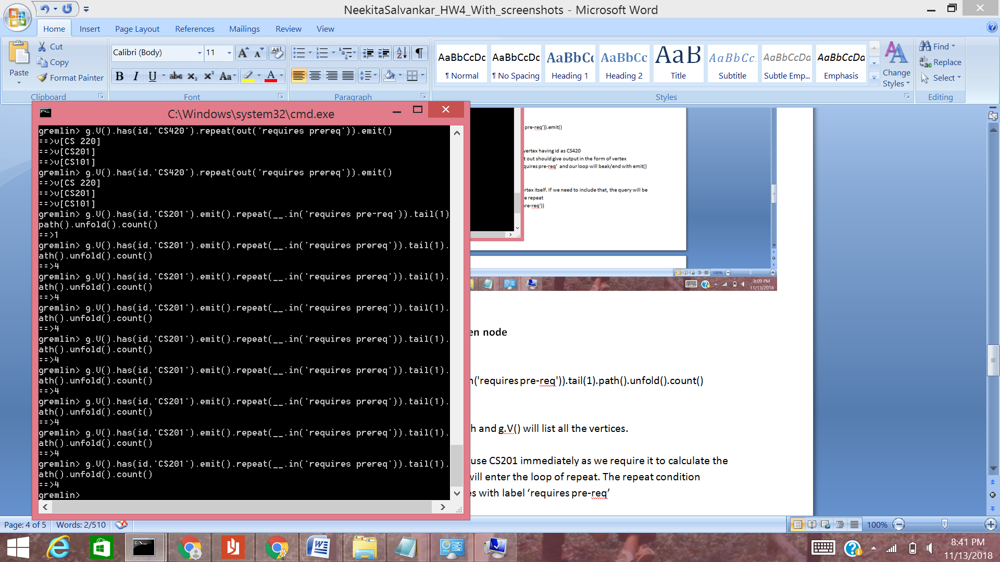 NeekitaSalvankar_HW4_With_screenshots - Microsoft Word
Home Insert Page Layout References Mailings Review View
Paste
Cut
Copy
Format Painter
Clipboard
Calibri (Body) 11
B I U abc x₂ x² Aa A
Font
Paragraph
AaBbCcDc AaBbCcDc AaBbCc AaBbCc AaB AaBbCc. AaBbCcDa AaBbCcDa
¶ Normal ¶ No Spacing Heading 1 Heading 2 Title Subtitle Subtle Emp... Emphasis
Change
Styles
Styles
Find
Replace
Select
Editing
C:\Windows\system32\cmd.exe
gremlin> g.V().has(id,'CS420').repeat(out('requires prereq')).emit()
==>v[CS 220]
==>v[CS201]
==>v[CS101]
gremlin> g.V().has(id,'CS420').repeat(out('requires prereq')).emit()
==>v[CS 220]
==>v[CS201]
==>v[CS101]
gremlin> g.V().has(id,'CS201').emit().repeat(__.in('requires pre-req')).tail(1)
path().unfold().count()
==>1
gremlin> g.V().has(id,'CS201').emit().repeat(__.in('requires prereq')).tail(1).
ath().unfold().count()
==>4
gremlin> g.V().has(id,'CS201').emit().repeat(__.in('requires prereq')).tail(1).
ath().unfold().count()
==>4
gremlin> g.V().has(id,'CS201').emit().repeat(__.in('requires prereq')).tail(1).
ath().unfold().count()
==>4
gremlin> g.V().has(id,'CS201').emit().repeat(__.in('requires prereq')).tail(1).
ath().unfold().count()
==>4
gremlin> g.V().has(id,'CS201').emit().repeat(__.in('requires prereq')).tail(1).
ath().unfold().count()
==>4
gremlin> g.V().has(id,'CS201').emit().repeat(__.in('requires prereq')).tail(1).
ath().unfold().count()
==>4
gremlin> g.V().has(id,'CS201').emit().repeat(__.in('requires prereq')).tail(1).
ath().unfold().count()
==>4
gremlin> g.V().has(id,'CS201').emit().repeat(__.in('requires prereq')).tail(1).
ath().unfold().count()
==>4
gremlin>
pre-req')).emit()
vertex having id as CS420
t out should give output in the form of vertex
quires pre-req’ and our loop will beak/end with emit()
ertex itself. If we need to include that, the query will be
e repeat
pre-req'))
100%
8:09 PM
11/13/2018
en node
n('requires pre-req')).tail(1).path().unfold().count()
h and g.V() will list all the vertices.
use CS201 immediately as we require it to calculate the
will enter the loop of repeat. The repeat condition
es with label ‘requires pre-req’
Page: 4 of 5 Words: 2/510 100%
8:41 PM
11/13/2018